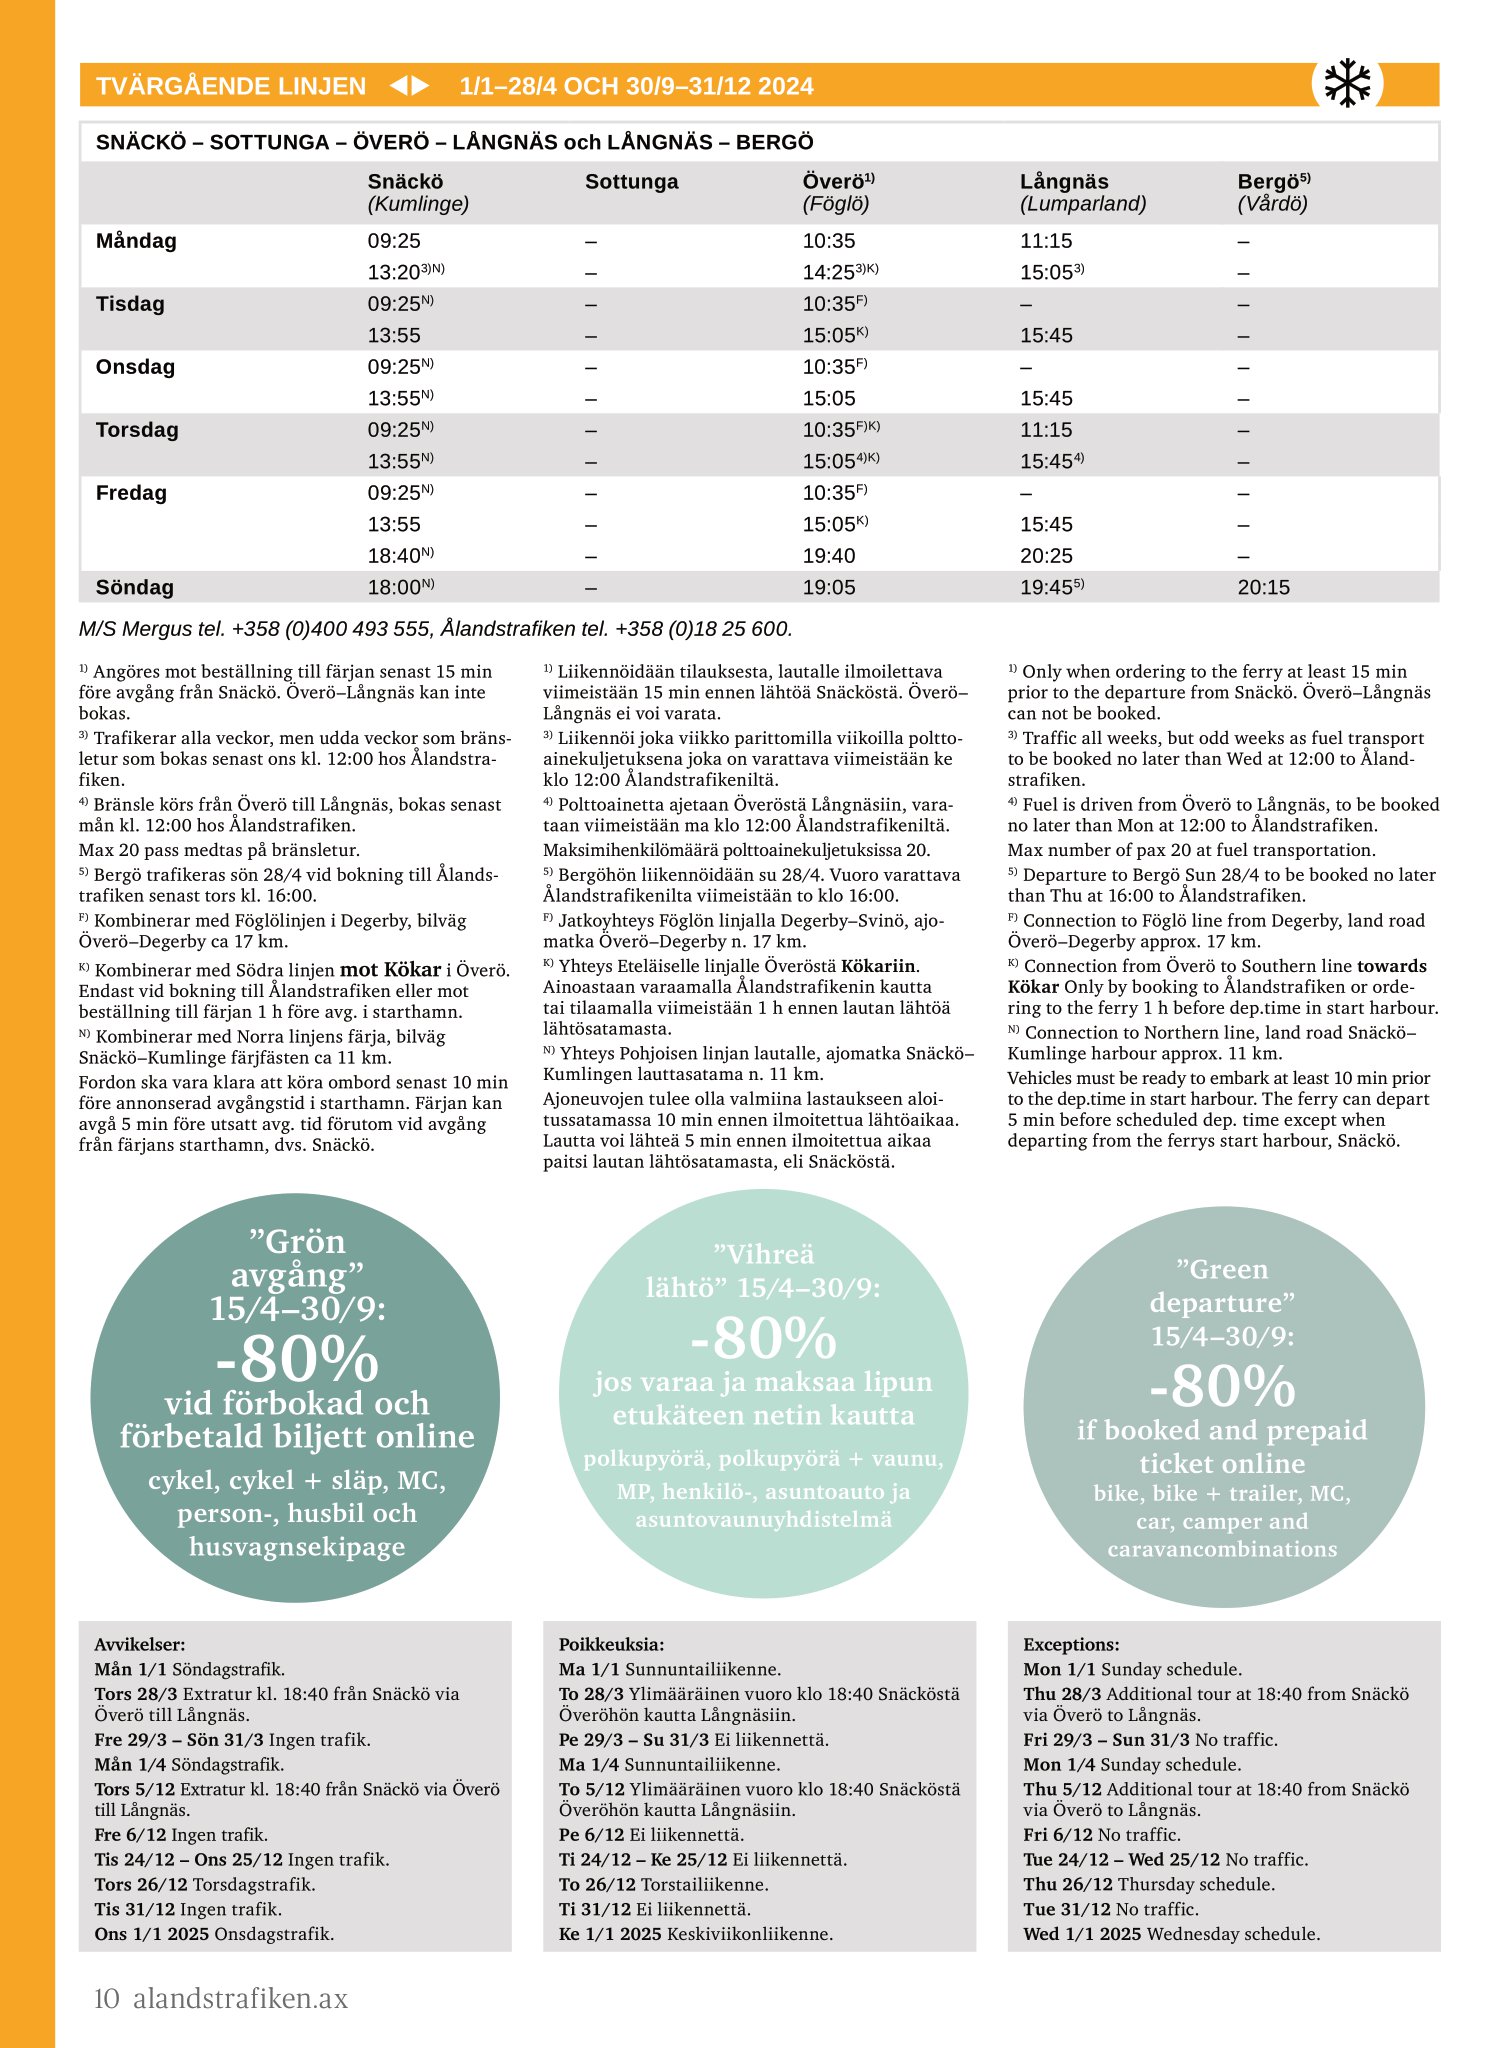 TVÄRGÅENDE LINJEN ◀▶ 1/1–28/4 OCH 30/9–31/12 2024
SNÄCKÖ – SOTTUNGA – ÖVERÖ – LÅNGNÄS och LÅNGNÄS – BERGÖ
Snäckö Sottunga Överö1) Långnäs Bergö5)
(Kumlinge) (Föglö) (Lumparland) (Vårdö)
Måndag 09:25 – 10:35 11:15 –
13:203)N) – 14:253)K) 15:053) –
Tisdag 09:25N) – 10:35F) – –
13:55 – 15:05K) 15:45 –
Onsdag 09:25N) – 10:35F) – –
13:55N) – 15:05 15:45 –
Torsdag 09:25N) – 10:35F)K) 11:15 –
13:55N) – 15:054)K) 15:454) –
Fredag 09:25N) – 10:35F) – –
13:55 – 15:05K) 15:45 –
18:40N) – 19:40 20:25 –
Söndag 18:00N) – 19:05 19:455) 20:15
M/S Mergus tel. +358 (0)400 493 555, Ålandstrafiken tel. +358 (0)18 25 600.
1) Angöres mot beställning till färjan senast 15 min
före avgång från Snäckö. Överö–Långnäs kan inte
bokas.
3) Trafikerar alla veckor, men udda veckor som bräns-
letur som bokas senast ons kl. 12:00 hos Ålandstra-
fiken.
4) Bränsle körs från Överö till Långnäs, bokas senast
mån kl. 12:00 hos Ålandstrafiken.
Max 20 pass medtas på bränsletur.
5) Bergö trafikeras sön 28/4 vid bokning till Ålands-
trafiken senast tors kl. 16:00.
F) Kombinerar med Föglölinjen i Degerby, bilväg
Överö–Degerby ca 17 km.
K) Kombinerar med Södra linjen mot Kökar i Överö.
Endast vid bokning till Ålandstrafiken eller mot
beställning till färjan 1 h före avg. i starthamn.
N) Kombinerar med Norra linjens färja, bilväg
Snäckö–Kumlinge färjfästen ca 11 km.
Fordon ska vara klara att köra ombord senast 10 min
före annonserad avgångstid i starthamn. Färjan kan
avgå 5 min före utsatt avg. tid förutom vid avgång
från färjans starthamn, dvs. Snäckö.
1) Liikennöidään tilauksesta, lautalle ilmoilettava
viimeistään 15 min ennen lähtöä Snäcköstä. Överö–
Långnäs ei voi varata.
3) Liikennöi joka viikko parittomilla viikoilla poltto-
ainekuljetuksena joka on varattava viimeistään ke
klo 12:00 Ålandstrafikeniltä.
4) Polttoainetta ajetaan Överöstä Långnäsiin, vara-
taan viimeistään ma klo 12:00 Ålandstrafikeniltä.
Maksimihenkilömäärä polttoainekuljetuksissa 20.
5) Bergöhön liikennöidään su 28/4. Vuoro varattava
Ålandstrafikenilta viimeistään to klo 16:00.
F) Jatkoyhteys Föglön linjalla Degerby–Svinö, ajo-
matka Överö–Degerby n. 17 km.
K) Yhteys Eteläiselle linjalle Överöstä Kökariin.
Ainoastaan varaamalla Ålandstrafikenin kautta
tai tilaamalla viimeistään 1 h ennen lautan lähtöä
lähtösatamasta.
N) Yhteys Pohjoisen linjan lautalle, ajomatka Snäckö–
Kumlingen lauttasatama n. 11 km.
Ajoneuvojen tulee olla valmiina lastaukseen aloi-
tussatamassa 10 min ennen ilmoitettua lähtöaikaa.
Lautta voi lähteä 5 min ennen ilmoitettua aikaa
paitsi lautan lähtösatamasta, eli Snäcköstä.
1) Only when ordering to the ferry at least 15 min
prior to the departure from Snäckö. Överö–Långnäs
can not be booked.
3) Traffic all weeks, but odd weeks as fuel transport
to be booked no later than Wed at 12:00 to Åland-
strafiken.
4) Fuel is driven from Överö to Långnäs, to be booked
no later than Mon at 12:00 to Ålandstrafiken.
Max number of pax 20 at fuel transportation.
5) Departure to Bergö Sun 28/4 to be booked no later
than Thu at 16:00 to Ålandstrafiken.
F) Connection to Föglö line from Degerby, land road
Överö–Degerby approx. 17 km.
K) Connection from Överö to Southern line towards
Kökar Only by booking to Ålandstrafiken or orde-
ring to the ferry 1 h before dep.time in start harbour.
N) Connection to Northern line, land road Snäckö–
Kumlinge harbour approx. 11 km.
Vehicles must be ready to embark at least 10 min prior
to the dep.time in start harbour. The ferry can depart
5 min before scheduled dep. time except when
departing from the ferrys start harbour, Snäckö.
”Grön
avgång”
15/4–30/9:
-80%
vid förbokad och
förbetald biljett online
cykel, cykel + släp, MC,
person-, husbil och
husvagnsekipage
”Vihreä
lähtö” 15/4–30/9:
-80%
jos varaa ja maksaa lipun
etukäteen netin kautta
polkupyörä, polkupyörä + vaunu,
MP, henkilö-, asuntoauto ja
asuntovaunuyhdistelmä
”Green
departure”
15/4–30/9:
-80%
if booked and prepaid
ticket online
bike, bike + trailer, MC,
car, camper and
caravancombinations
Avvikelser:
Mån 1/1 Söndagstrafik.
Tors 28/3 Extratur kl. 18:40 från Snäckö via
Överö till Långnäs.
Fre 29/3 – Sön 31/3 Ingen trafik.
Mån 1/4 Söndagstrafik.
Tors 5/12 Extratur kl. 18:40 från Snäckö via Överö
till Långnäs.
Fre 6/12 Ingen trafik.
Tis 24/12 – Ons 25/12 Ingen trafik.
Tors 26/12 Torsdagstrafik.
Tis 31/12 Ingen trafik.
Ons 1/1 2025 Onsdagstrafik.
Poikkeuksia:
Ma 1/1 Sunnuntailiikenne.
To 28/3 Ylimääräinen vuoro klo 18:40 Snäcköstä
Överöhön kautta Långnäsiin.
Pe 29/3 – Su 31/3 Ei liikennettä.
Ma 1/4 Sunnuntailiikenne.
To 5/12 Ylimääräinen vuoro klo 18:40 Snäcköstä
Överöhön kautta Långnäsiin.
Pe 6/12 Ei liikennettä.
Ti 24/12 – Ke 25/12 Ei liikennettä.
To 26/12 Torstailiikenne.
Ti 31/12 Ei liikennettä.
Ke 1/1 2025 Keskiviikonliikenne.
Exceptions:
Mon 1/1 Sunday schedule.
Thu 28/3 Additional tour at 18:40 from Snäckö
via Överö to Långnäs.
Fri 29/3 – Sun 31/3 No traffic.
Mon 1/4 Sunday schedule.
Thu 5/12 Additional tour at 18:40 from Snäckö
via Överö to Långnäs.
Fri 6/12 No traffic.
Tue 24/12 – Wed 25/12 No traffic.
Thu 26/12 Thursday schedule.
Tue 31/12 No traffic.
Wed 1/1 2025 Wednesday schedule.
10 alandstrafiken.ax